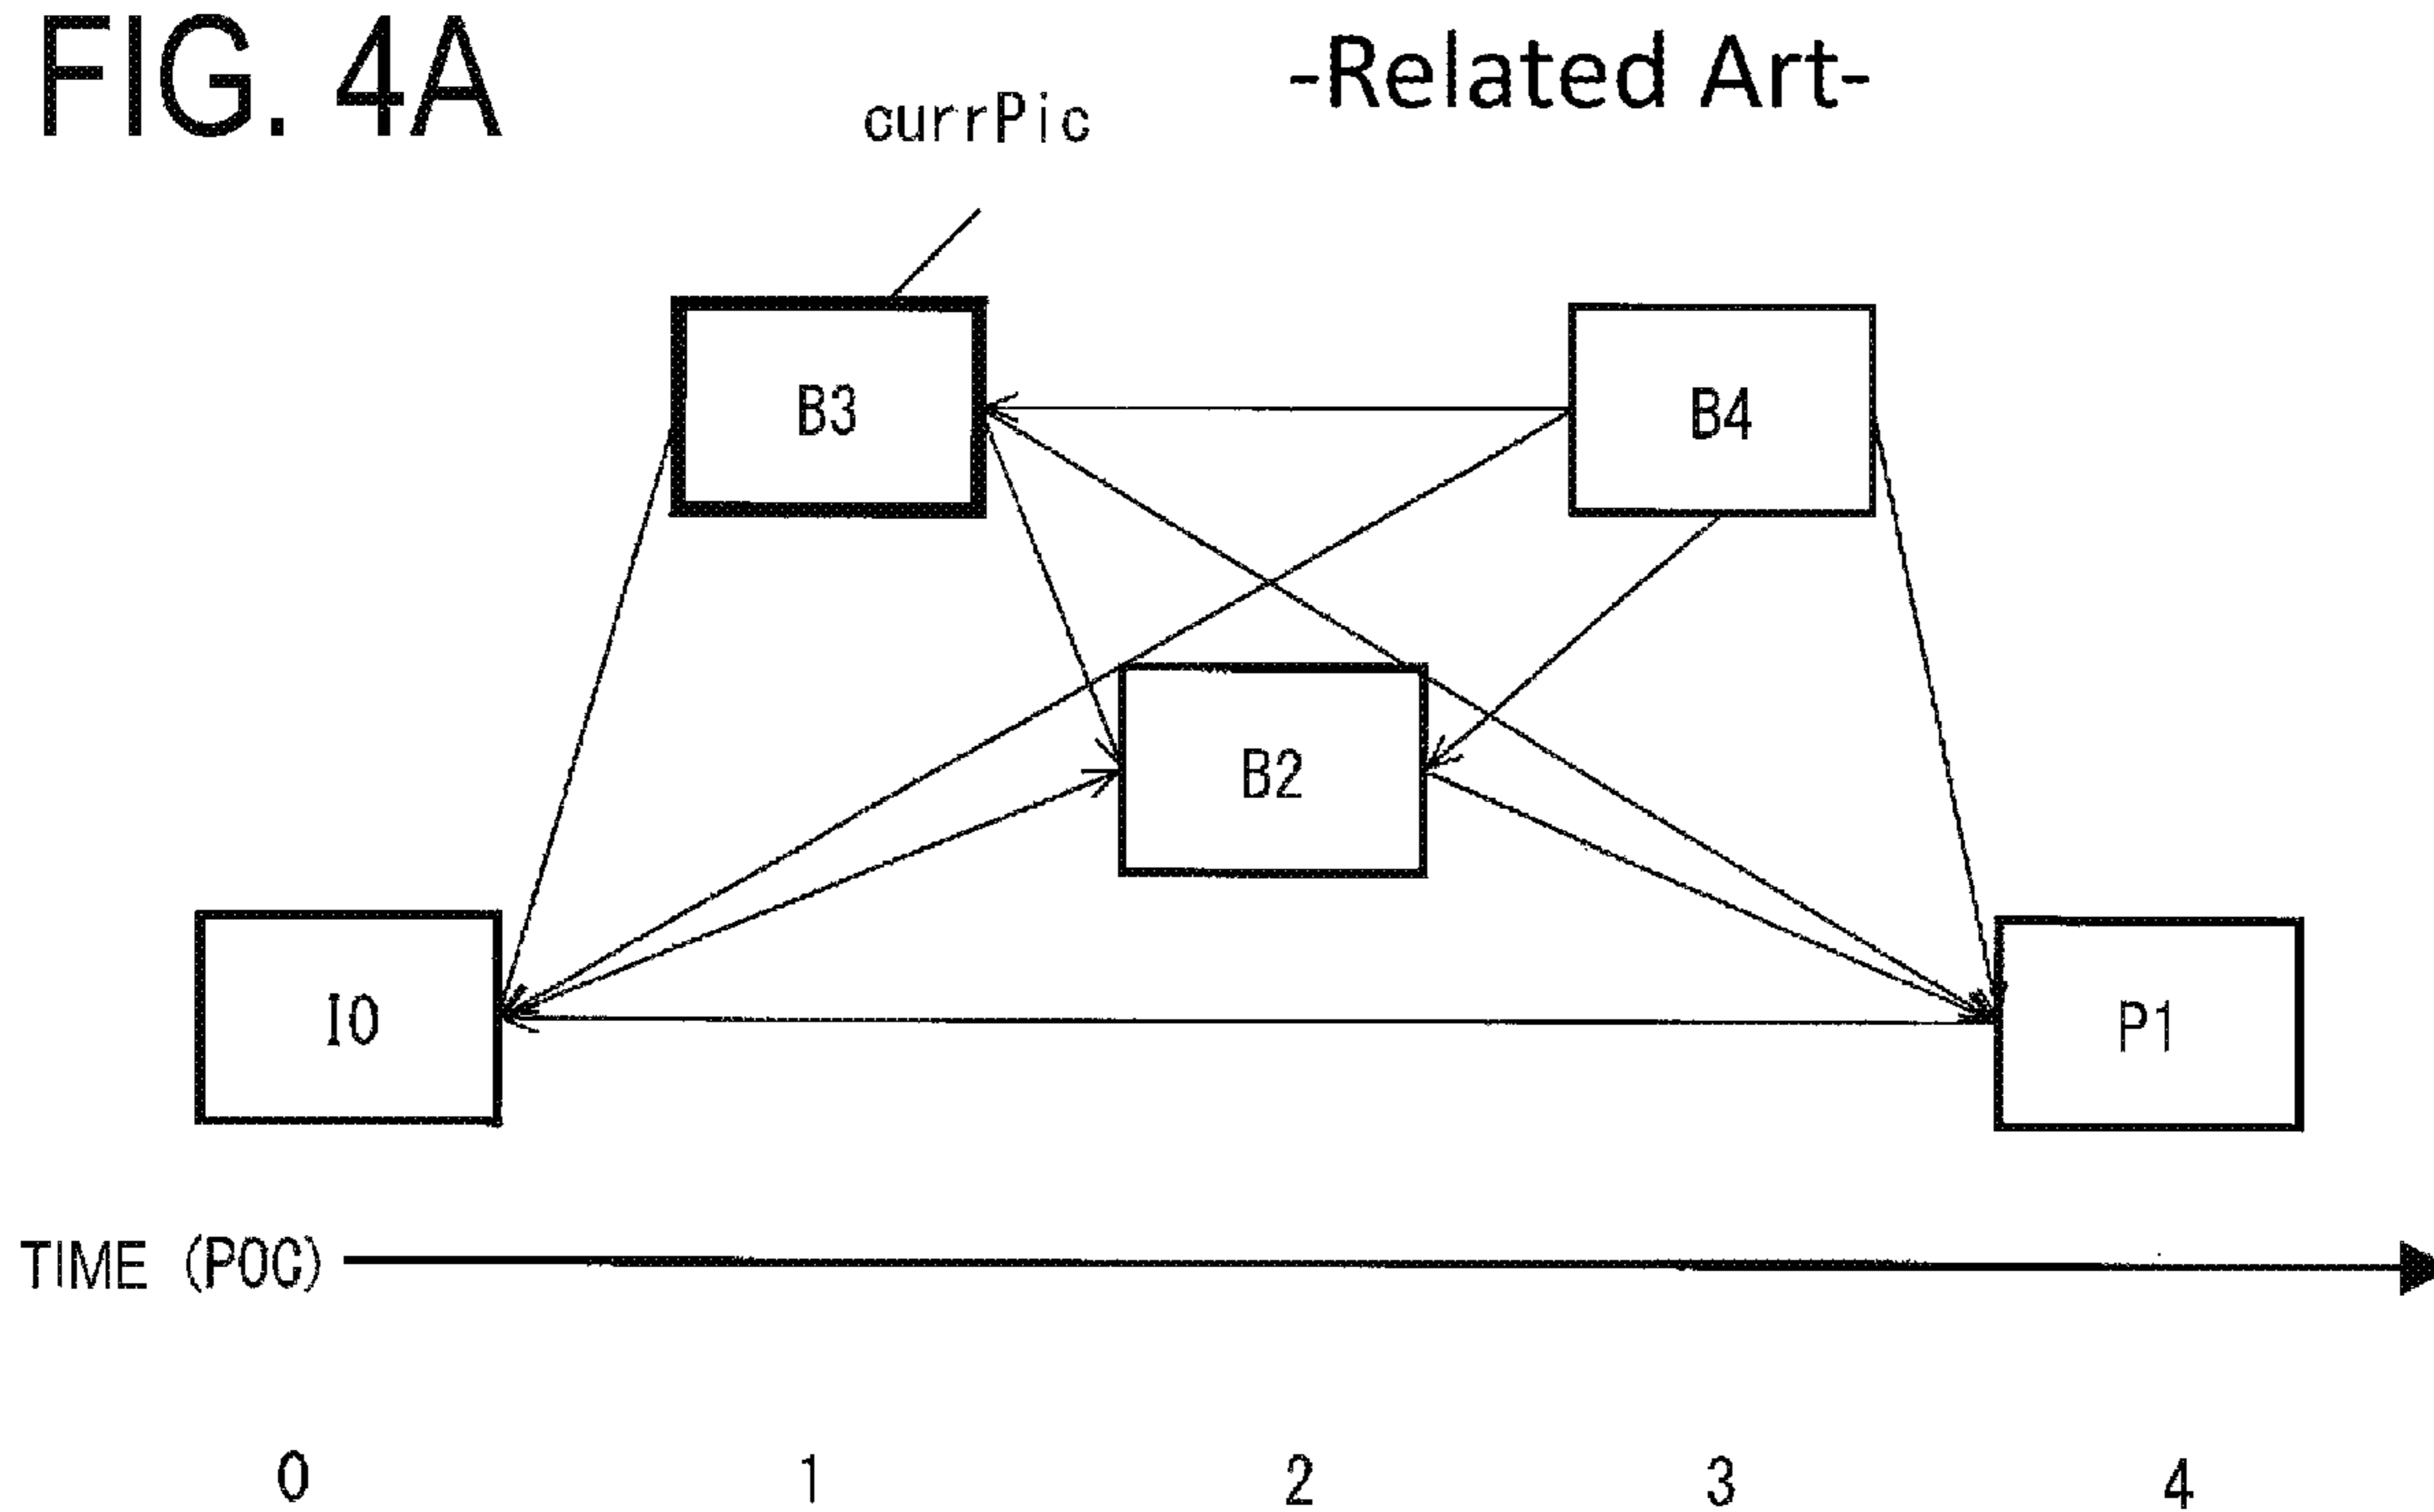 FIG. 4A
-Related Art-
currPic
B3
B4
B2
I0
P1
TIME (POC)
0 1 2 3 4